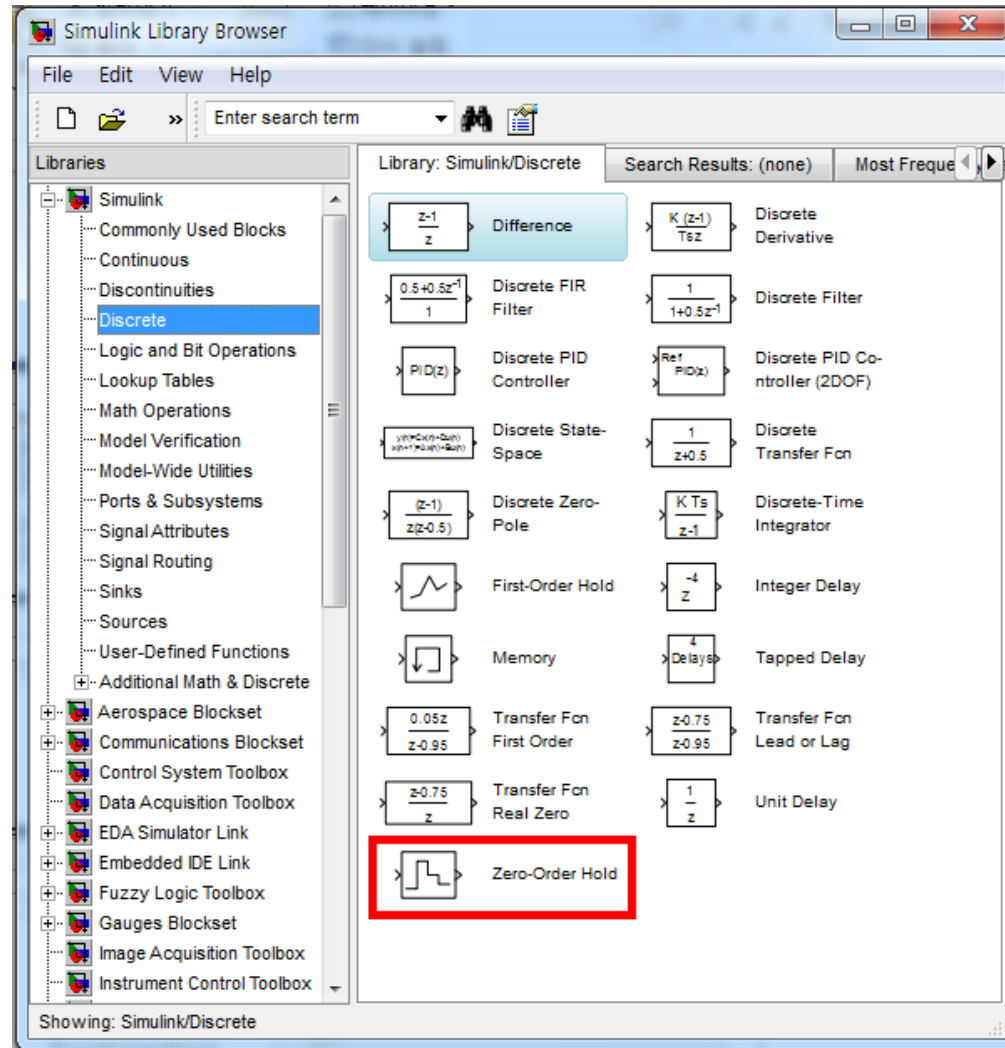 Simulink Library Browser
File Edit View Help
» Enter search term
Libraries
Library: Simulink/Discrete Search Results: (none) Most Freque
Simulink
Commonly Used Blocks
Continuous
Discontinuities
Discrete
Logic and Bit Operations
Lookup Tables
Math Operations
Model Verification
Model-Wide Utilities
Ports & Subsystems
Signal Attributes
Signal Routing
Sinks
Sources
User-Defined Functions
Additional Math & Discrete
Aerospace Blockset
Communications Blockset
Control System Toolbox
Data Acquisition Toolbox
EDA Simulator Link
Embedded IDE Link
Fuzzy Logic Toolbox
Gauges Blockset
Image Acquisition Toolbox
Instrument Control Toolbox
z-1
z
Difference
K (z-1)
Tsz
Discrete
Derivative
0.5+0.5z-1
1
Discrete FIR
Filter
1
1+0.5z-1
Discrete Filter
PID(z)
Discrete PID
Controller
Ref
PID(z)
Discrete PID Co-
ntroller (2DOF)
y(n)=Cx(n)+Du(n)
x(n+1)=Ax(n)+Bu(n)
Discrete State-
Space
1
z+0.5
Discrete
Transfer Fcn
(z-1)
z(z-0.5)
Discrete Zero-
Pole
K Ts
z-1
Discrete-Time
Integrator
First-Order Hold
-4
z
Integer Delay
Memory
4
Delays
Tapped Delay
0.05z
z-0.95
Transfer Fcn
First Order
z-0.75
z-0.95
Transfer Fcn
Lead or Lag
z-0.75
z
Transfer Fcn
Real Zero
1
z
Unit Delay
Zero-Order Hold
Showing: Simulink/Discrete